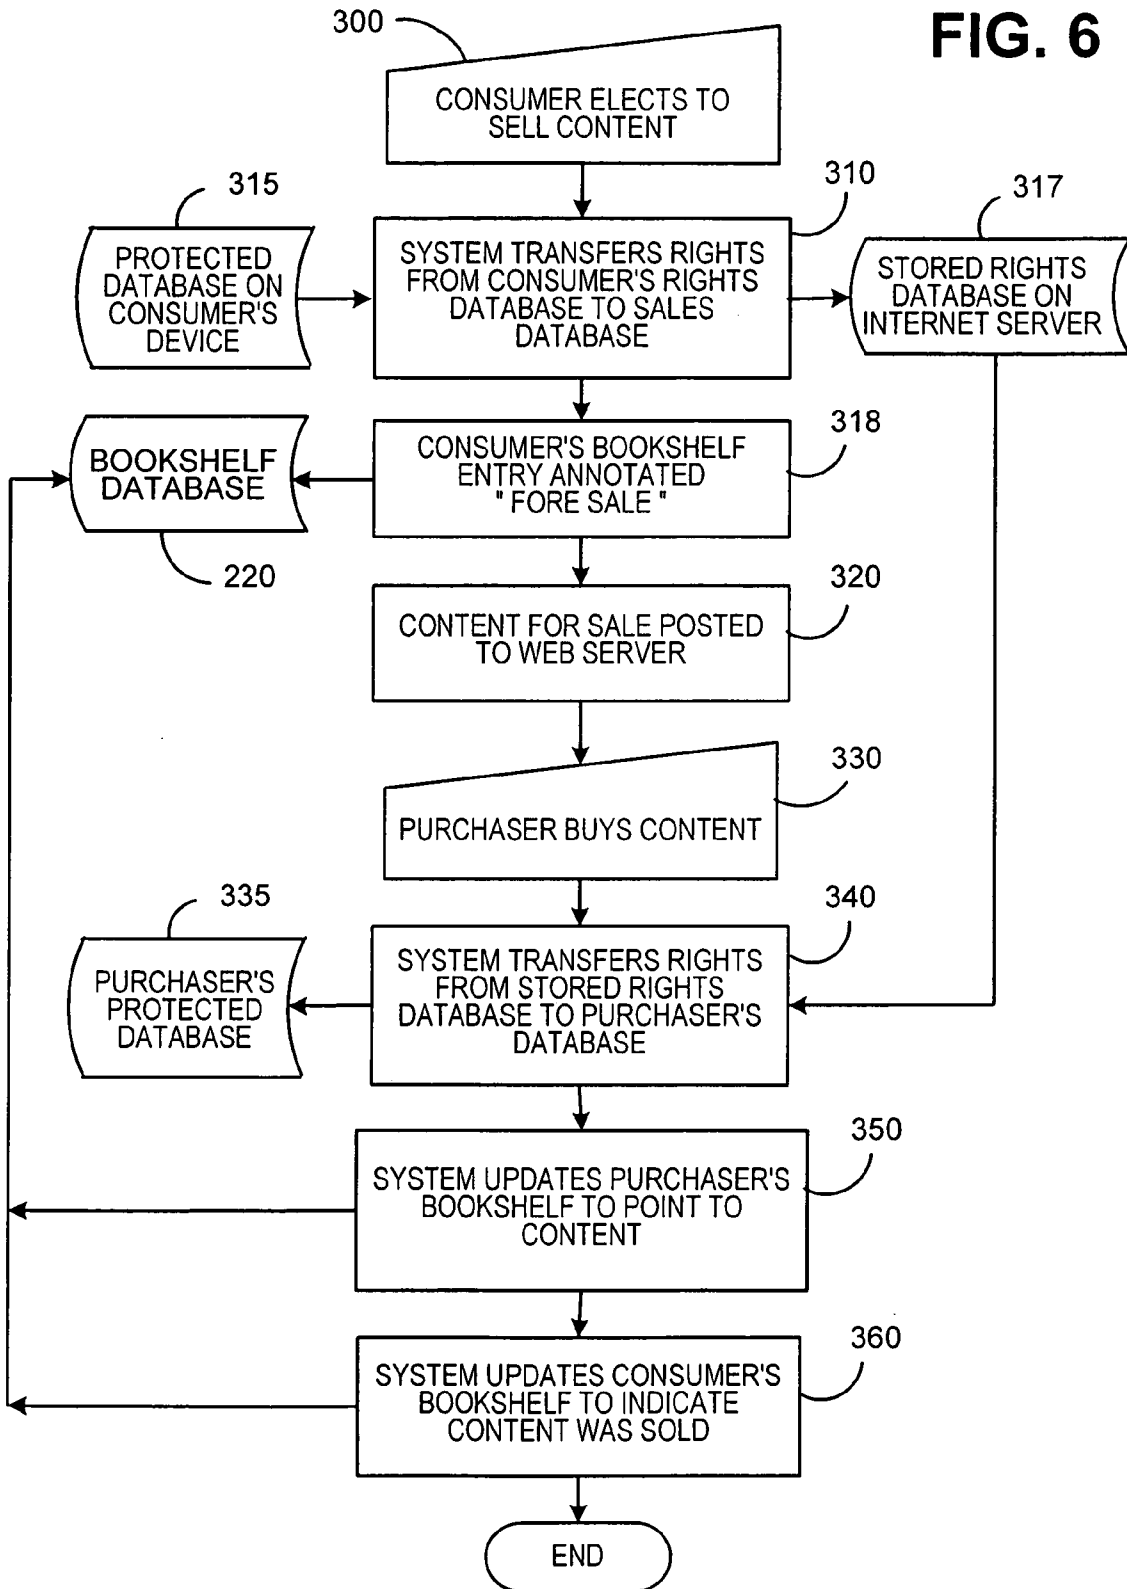 FIG. 6
300
CONSUMER ELECTS TO
SELL CONTENT
310
315
317
PROTECTED
DATABASE ON
CONSUMER'S
DEVICE
SYSTEM TRANSFERS RIGHTS
FROM CONSUMER'S RIGHTS
DATABASE TO SALES
DATABASE
STORED RIGHTS
DATABASE ON
INTERNET SERVER
318
BOOKSHELF
DATABASE
CONSUMER'S BOOKSHELF
ENTRY ANNOTATED
" FORE SALE "
220
320
CONTENT FOR SALE POSTED
TO WEB SERVER
330
PURCHASER BUYS CONTENT
335
340
PURCHASER'S
PROTECTED
DATABASE
SYSTEM TRANSFERS RIGHTS
FROM STORED RIGHTS
DATABASE TO PURCHASER'S
DATABASE
350
SYSTEM UPDATES PURCHASER'S
BOOKSHELF TO POINT TO
CONTENT
360
SYSTEM UPDATES CONSUMER'S
BOOKSHELF TO INDICATE
CONTENT WAS SOLD
END